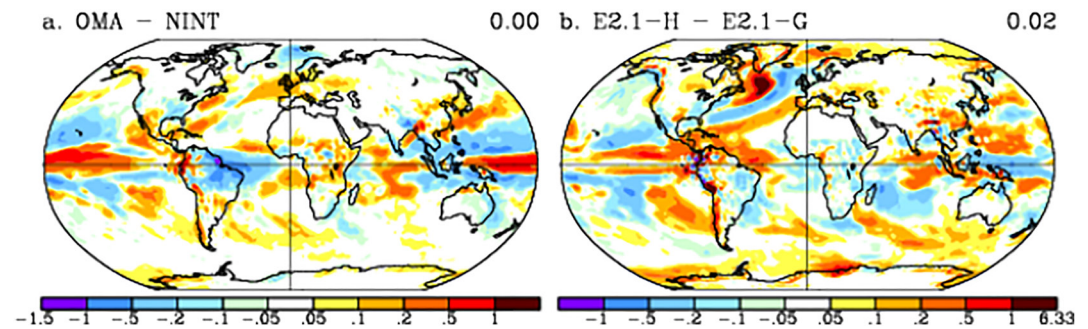 a. OMA – NINT 0.00
b. E2.1-H – E2.1-G 0.02
-1.5 -1 -.5 -.2 -.1 -.05 .05 .1 .2 .5 1
-1 -.5 -.2 -.1 -.05 .05 .1 .2 .5 1 6.33